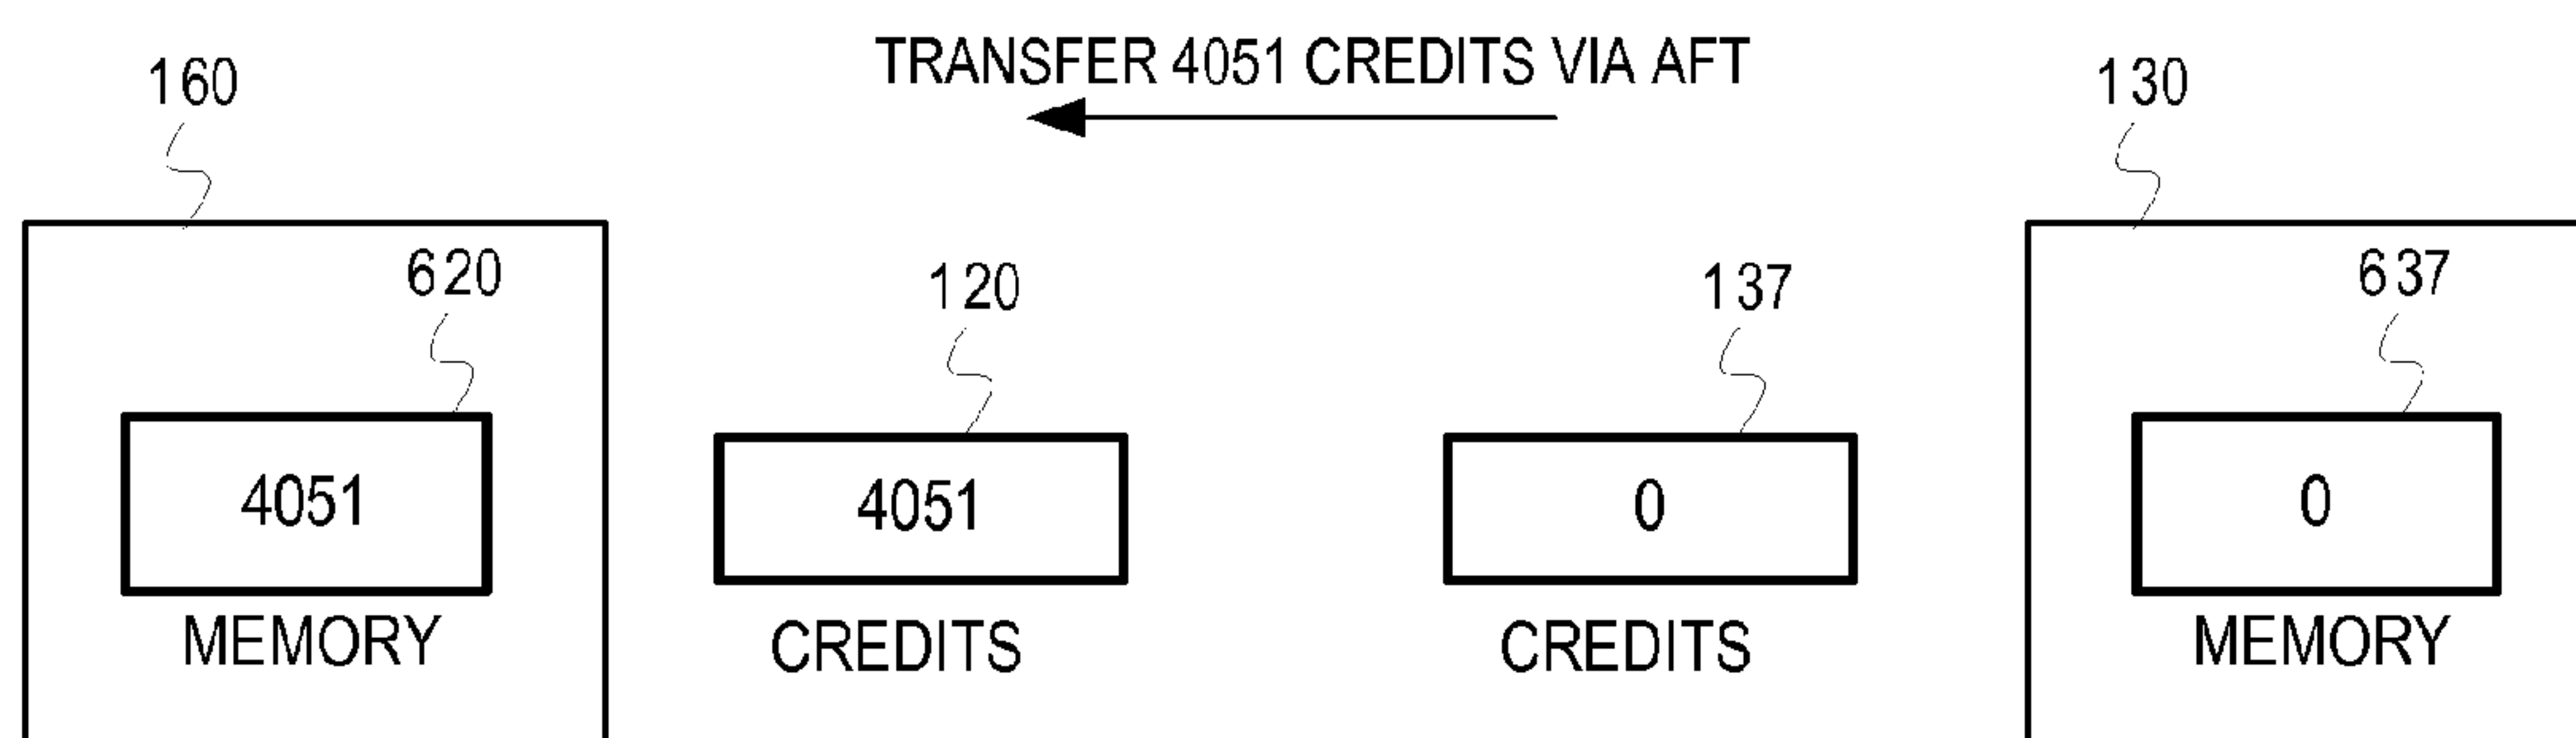 TRANSFER 4051 CREDITS VIA AFT
160
130
620
120
137
637
4051
4051
0
0
MEMORY
CREDITS
CREDITS
MEMORY